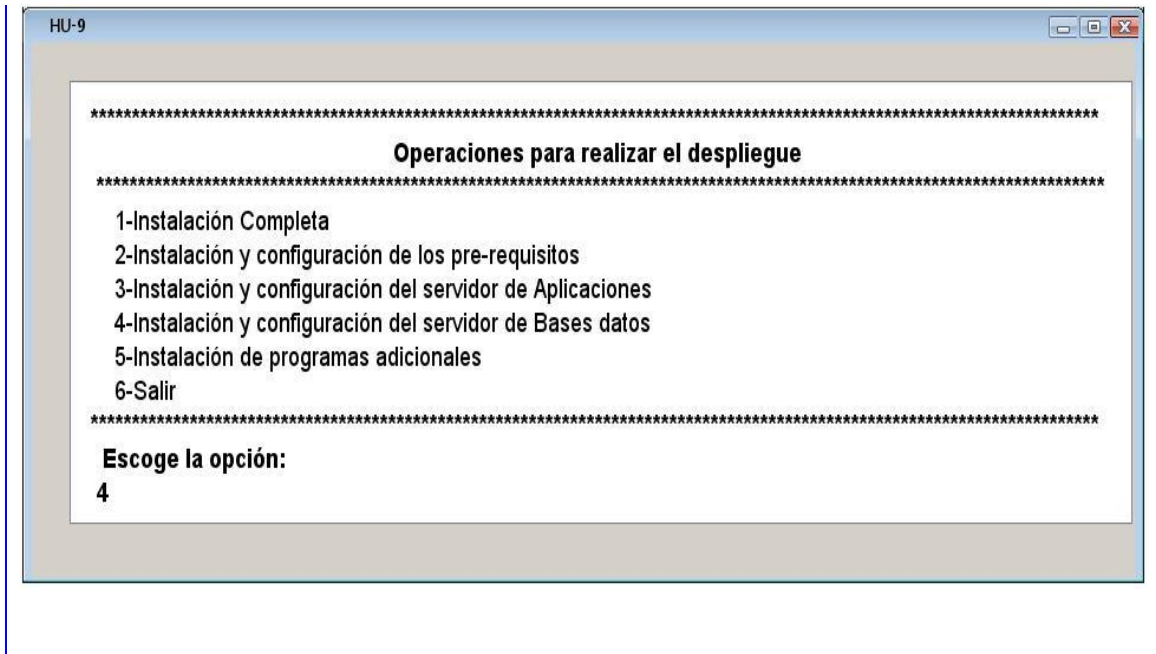 HU-9
********************************************************************************************************************************
Operaciones para realizar el despliegue
********************************************************************************************************************************
1-Instalación Completa
2-Instalación y configuración de los pre-requisitos
3-Instalación y configuración del servidor de Aplicaciones
4-Instalación y configuración del servidor de Bases datos
5-Instalación de programas adicionales
6-Salir
********************************************************************************************************************************
Escoge la opción:
4